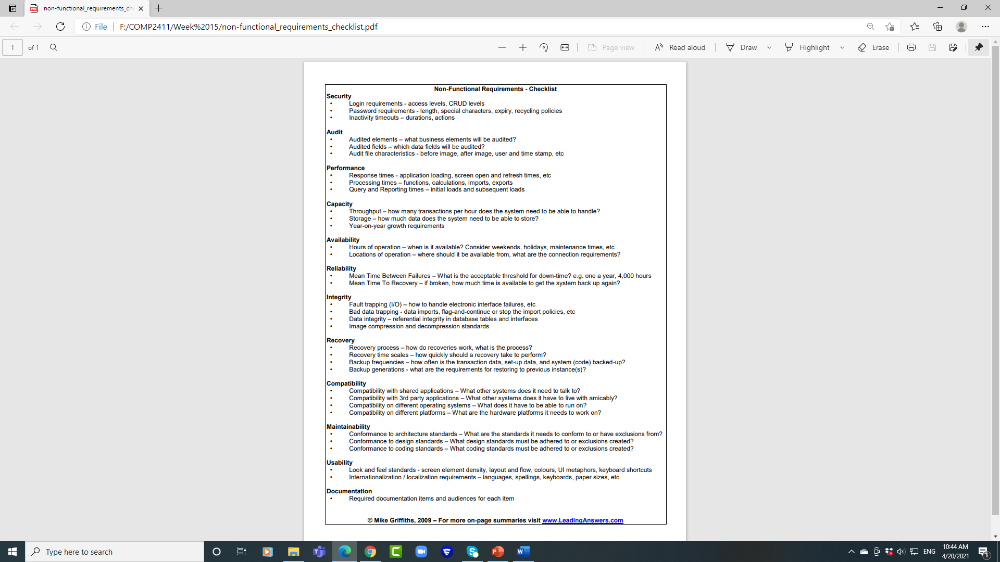 non-functional_requirements_ch
File
F:/COMP2411/Week%2015/non-functional_requirements_checklist.pdf
1 of 1
Page view
Read aloud
Draw
Highlight
Erase
Non-Functional Requirements - Checklist
Security
• Login requirements - access levels, CRUD levels
• Password requirements - length, special characters, expiry, recycling policies
• Inactivity timeouts – durations, actions
Audit
• Audited elements – what business elements will be audited?
• Audited fields – which data fields will be audited?
• Audit file characteristics - before image, after image, user and time stamp, etc
Performance
• Response times - application loading, screen open and refresh times, etc
• Processing times – functions, calculations, imports, exports
• Query and Reporting times – initial loads and subsequent loads
Capacity
• Throughput – how many transactions per hour does the system need to be able to handle?
• Storage – how much data does the system need to be able to store?
• Year-on-year growth requirements
Availability
• Hours of operation – when is it available? Consider weekends, holidays, maintenance times, etc
• Locations of operation – where should it be available from, what are the connection requirements?
Reliability
• Mean Time Between Failures – What is the acceptable threshold for down-time? e.g. one a year, 4,000 hours
• Mean Time To Recovery – if broken, how much time is available to get the system back up again?
Integrity
• Fault trapping (I/O) – how to handle electronic interface failures, etc
• Bad data trapping - data imports, flag-and-continue or stop the import policies, etc
• Data integrity – referential integrity in database tables and interfaces
• Image compression and decompression standards
Recovery
• Recovery process – how do recoveries work, what is the process?
• Recovery time scales – how quickly should a recovery take to perform?
• Backup frequencies – how often is the transaction data, set-up data, and system (code) backed-up?
• Backup generations - what are the requirements for restoring to previous instance(s)?
Compatibility
• Compatibility with shared applications – What other systems does it need to talk to?
• Compatibility with 3rd party applications – What other systems does it have to live with amicably?
• Compatibility on different operating systems – What does it have to be able to run on?
• Compatibility on different platforms – What are the hardware platforms it needs to work on?
Maintainability
• Conformance to architecture standards – What are the standards it needs to conform to or have exclusions from?
• Conformance to design standards – What design standards must be adhered to or exclusions created?
• Conformance to coding standards – What coding standards must be adhered to or exclusions created?
Usability
• Look and feel standards - screen element density, layout and flow, colours, UI metaphors, keyboard shortcuts
• Internationalization / localization requirements – languages, spellings, keyboards, paper sizes, etc
Documentation
• Required documentation items and audiences for each item
© Mike Griffiths, 2009 – For more on-page summaries visit www.LeadingAnswers.com
Type here to search
ENG
10:44 AM
4/20/2021
1